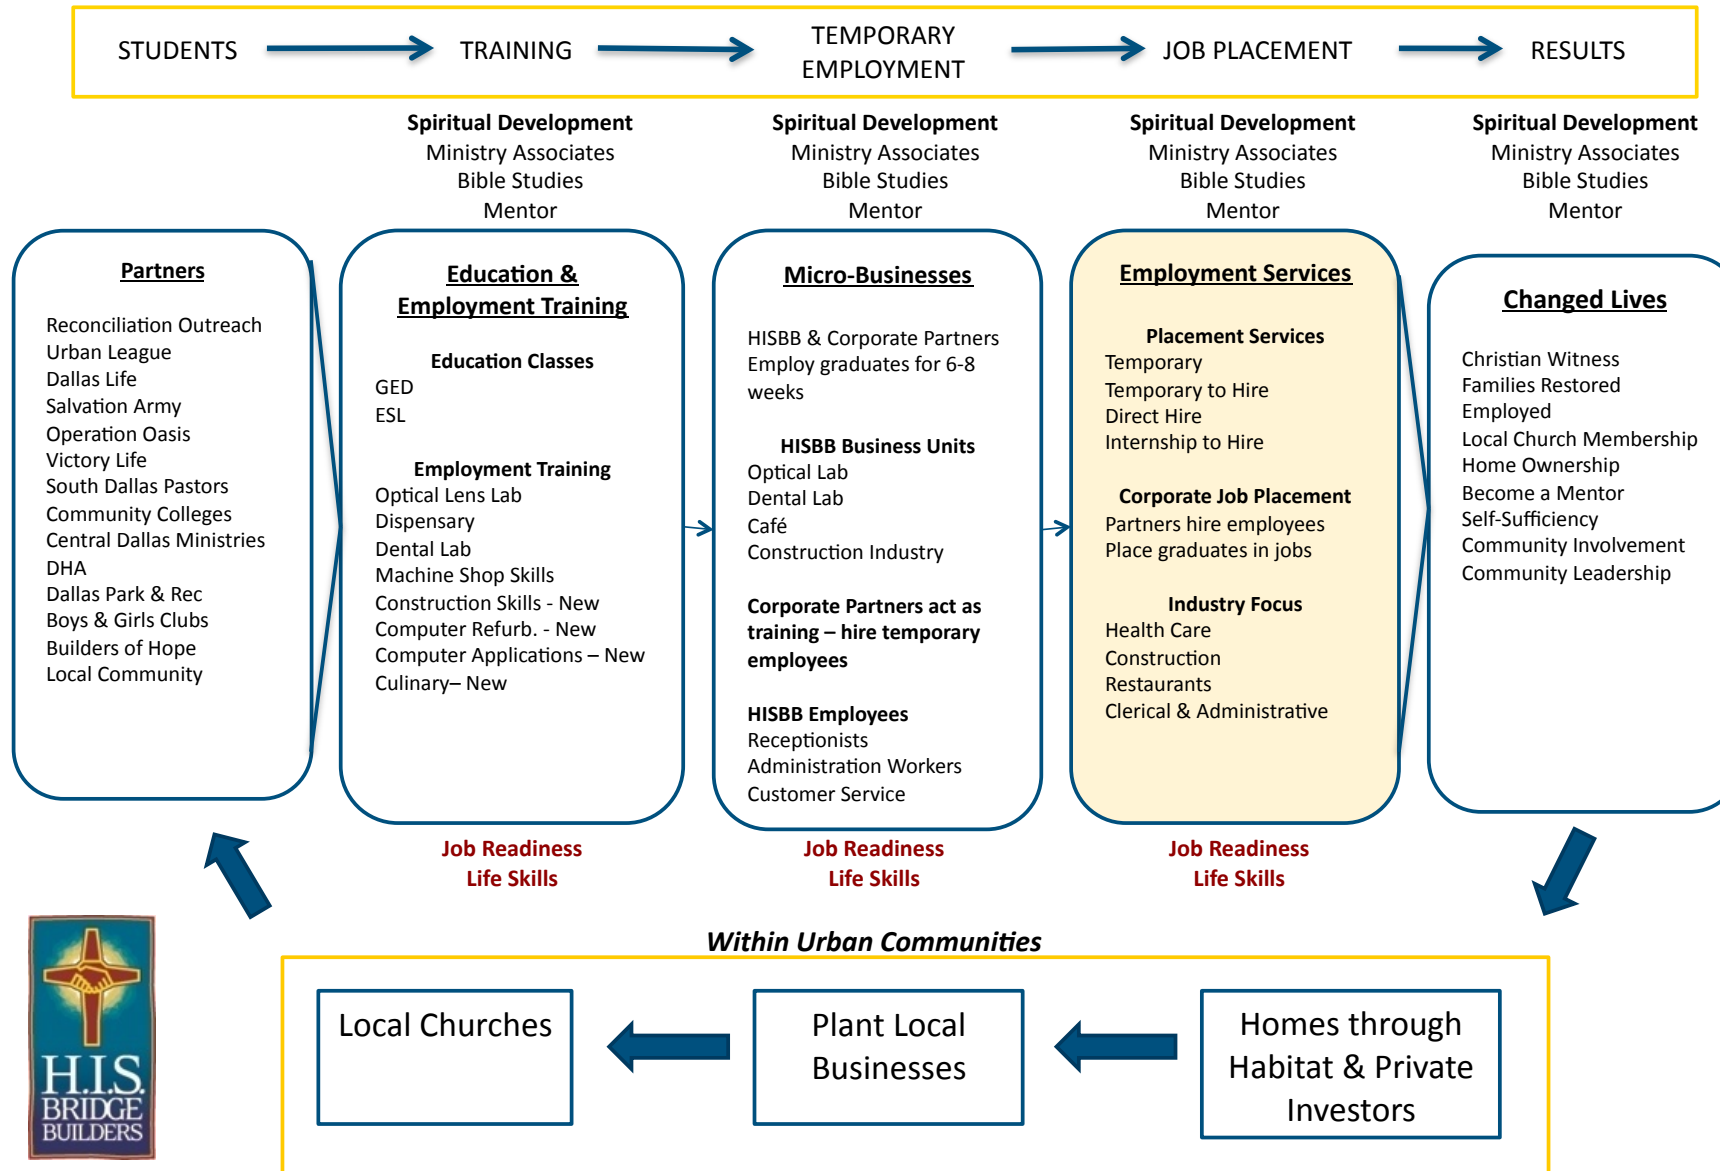 STUDENTS
TRAINING
TEMPORARY
EMPLOYMENT
JOB PLACEMENT
RESULTS
Spiritual Development
Ministry Associates
Bible Studies
Mentor
Spiritual Development
Ministry Associates
Bible Studies
Mentor
Spiritual Development
Ministry Associates
Bible Studies
Mentor
Spiritual Development
Ministry Associates
Bible Studies
Mentor
Partners
Reconciliation Outreach
Urban League
Dallas Life
Salvation Army
Operation Oasis
Victory Life
South Dallas Pastors
Community Colleges
Central Dallas Ministries
DHA
Dallas Park & Rec
Boys & Girls Clubs
Builders of Hope
Local Community
Education &
Employment Training
Education Classes
GED
ESL
Employment Training
Optical Lens Lab
Dispensary
Dental Lab
Machine Shop Skills
Construction Skills - New
Computer Refurb. - New
Computer Applications – New
Culinary– New
Job Readiness
Life Skills
Micro-Businesses
HISBB & Corporate Partners
Employ graduates for 6-8
weeks
HISBB Business Units
Optical Lab
Dental Lab
Café
Construction Industry
Corporate Partners act as
training – hire temporary
employees
HISBB Employees
Receptionists
Administration Workers
Customer Service
Job Readiness
Life Skills
Employment Services
Placement Services
Temporary
Temporary to Hire
Direct Hire
Internship to Hire
Corporate Job Placement
Partners hire employees
Place graduates in jobs
Industry Focus
Health Care
Construction
Restaurants
Clerical & Administrative
Job Readiness
Life Skills
Changed Lives
Christian Witness
Families Restored
Employed
Local Church Membership
Home Ownership
Become a Mentor
Self-Sufficiency
Community Involvement
Community Leadership
Within Urban Communities
Local Churches
Plant Local
Businesses
Homes through
Habitat & Private
Investors
H.I.S.
BRIDGE
BUILDERS